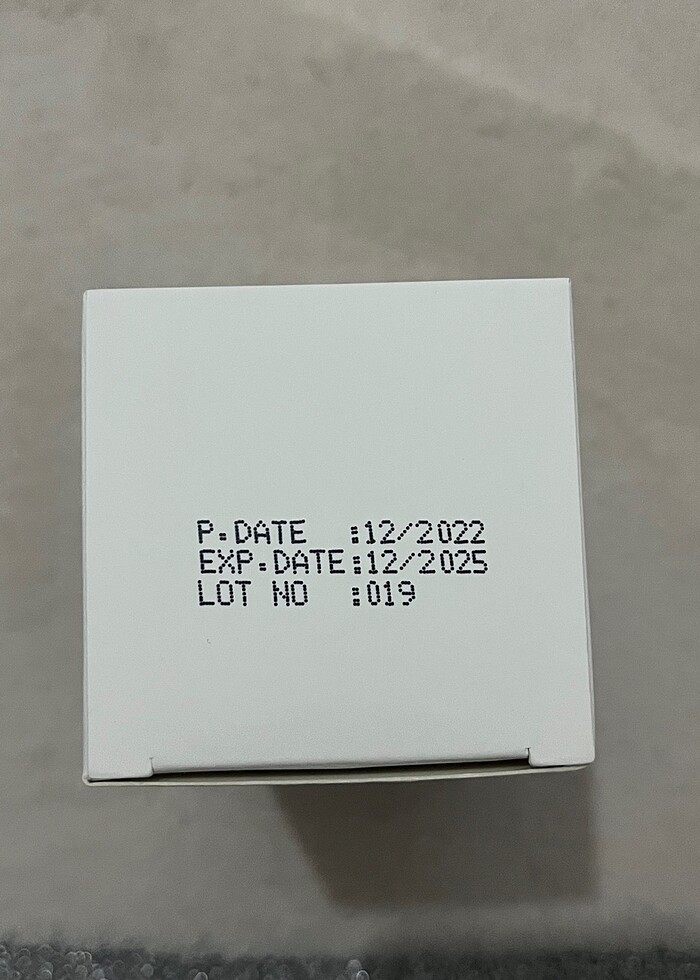 P.DATE :12/2022
EXP.DATE:12/2025
LOT NO :019